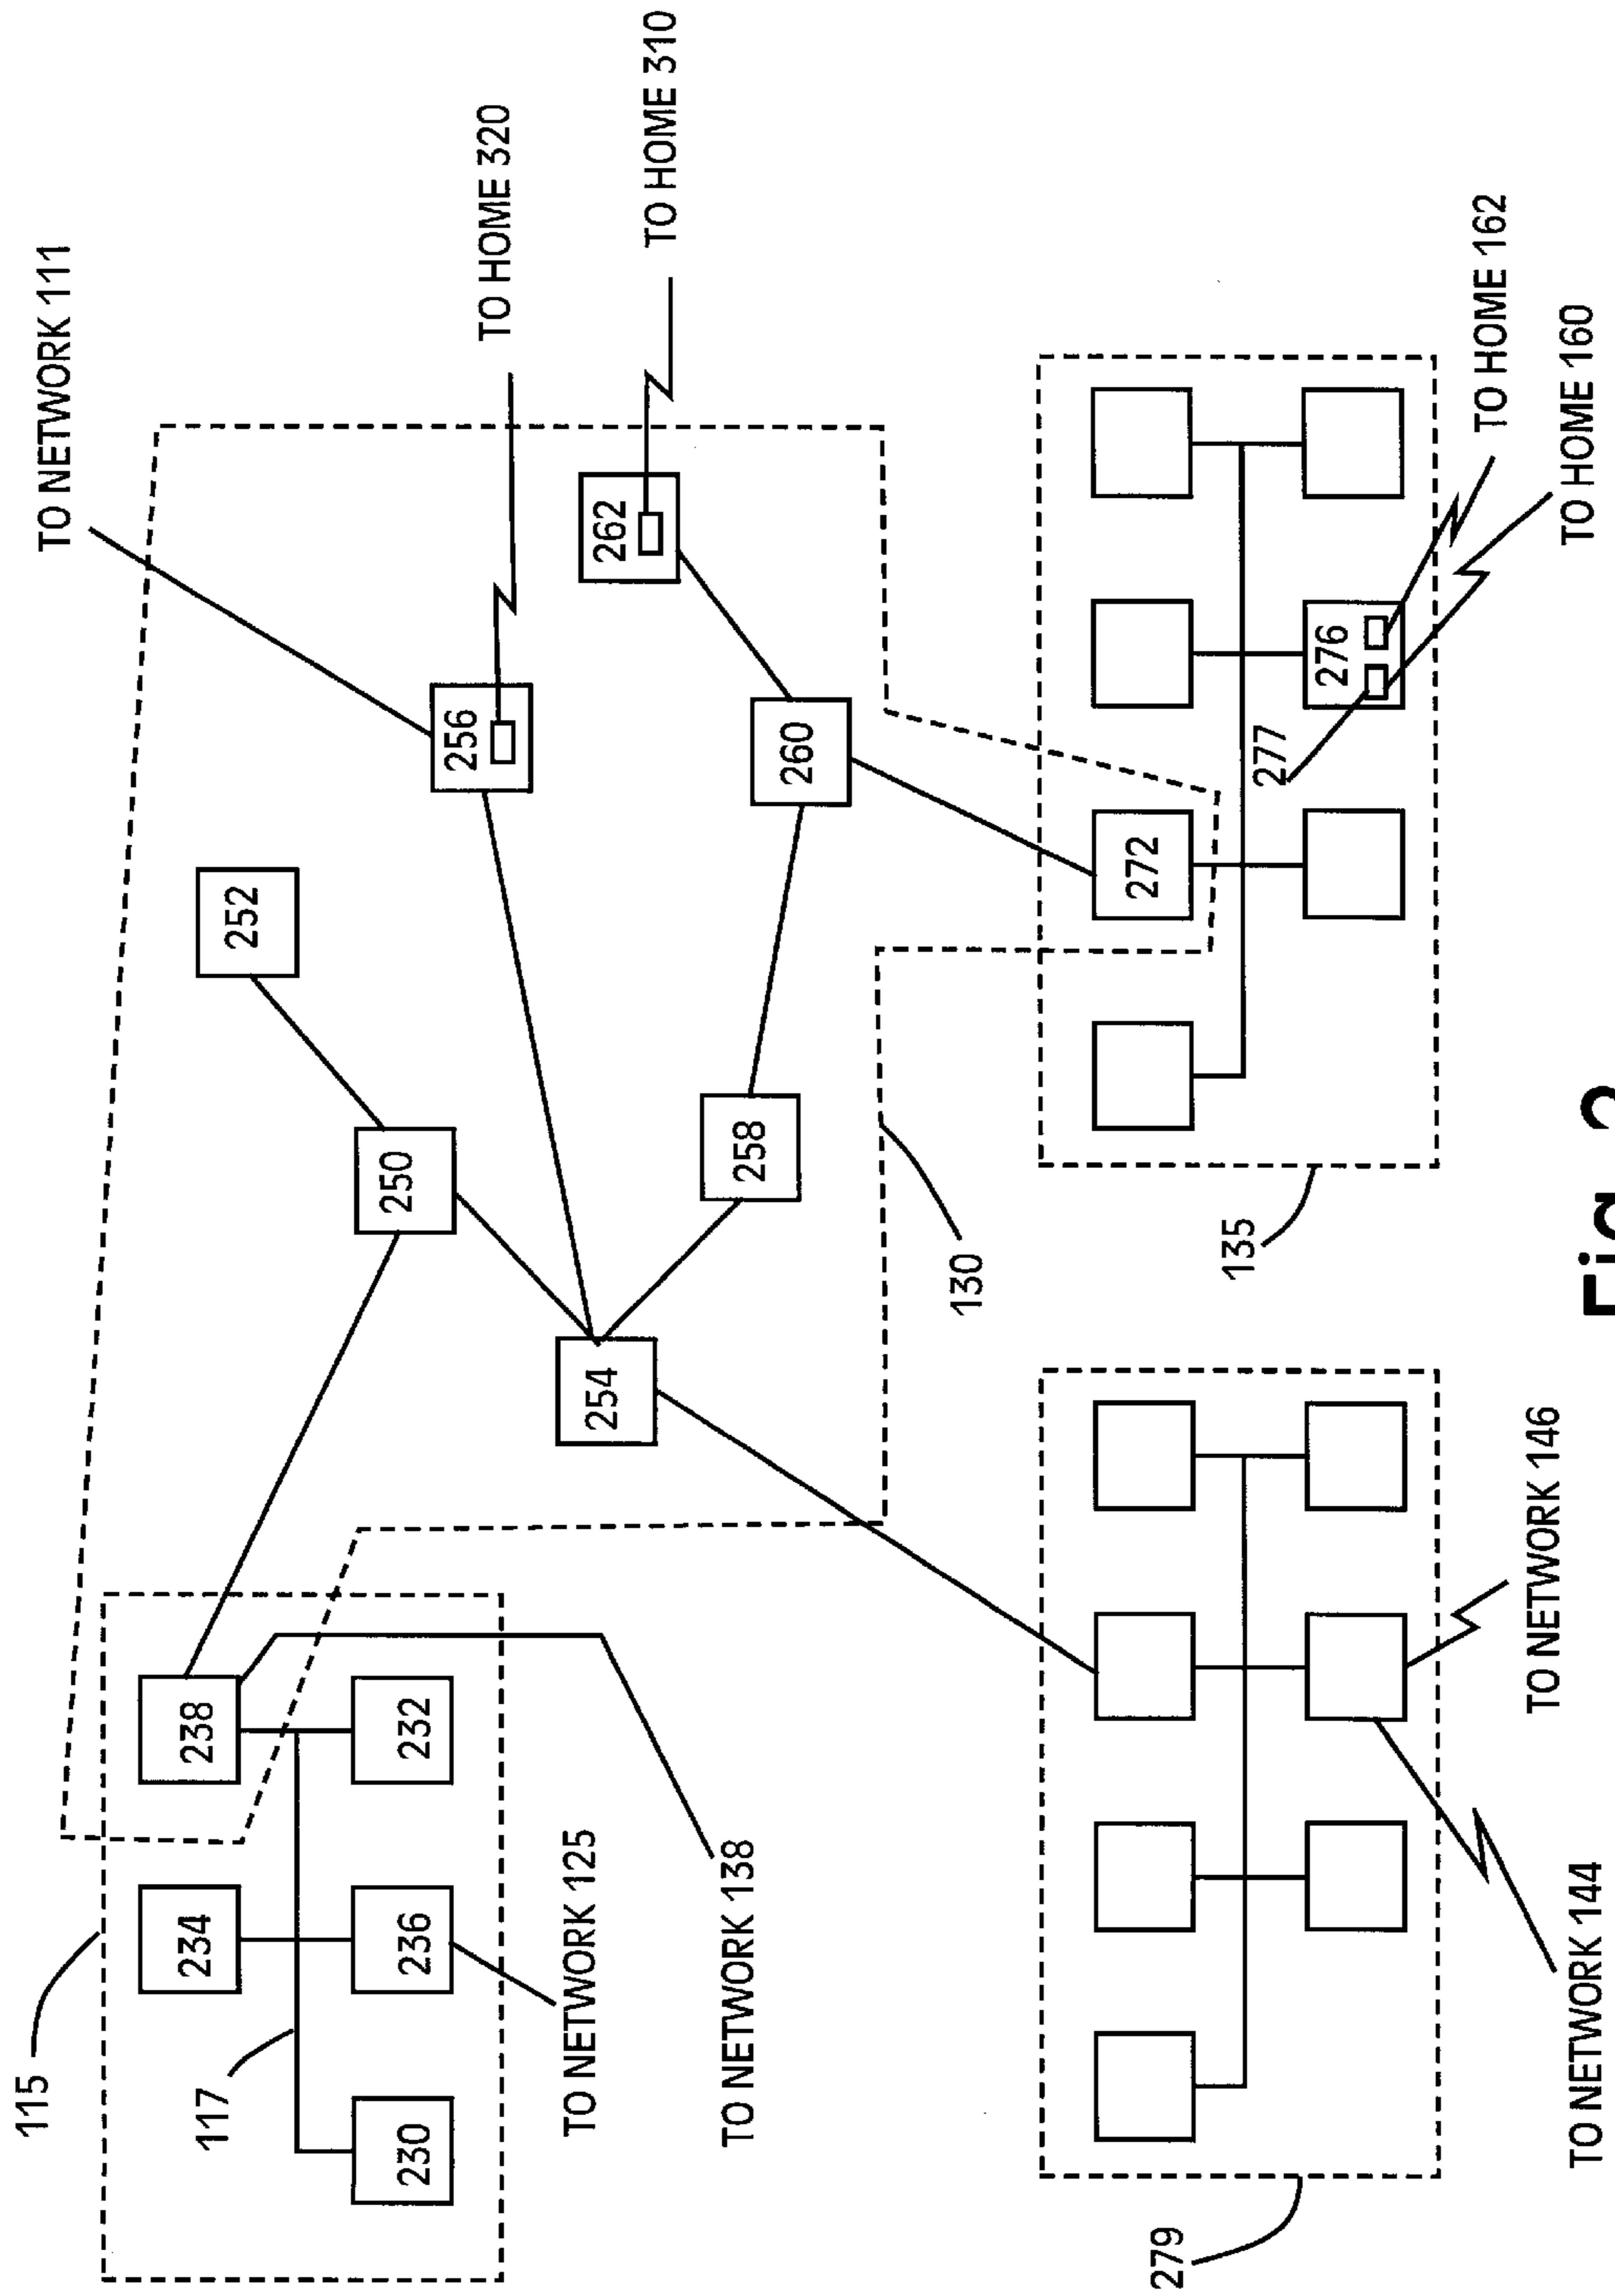 115
117
238
234
232
236
230
TO NETWORK 125
TO NETWORK 138
TO NETWORK 111
252
250
256
TO HOME 320
254
262
TO HOME 310
258
260
130
272
276
277
TO HOME 162
TO HOME 160
135
279
TO NETWORK 146
TO NETWORK 144